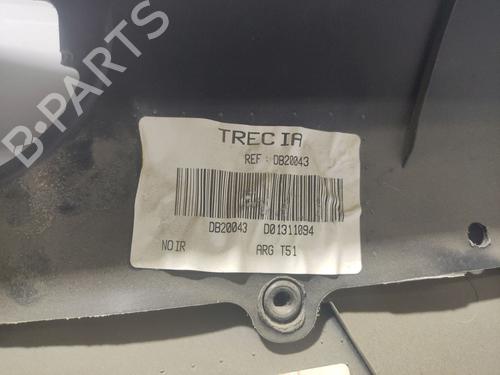 TRECIA
REF : DB20043
DB20043 D01311094
NOIR ARG T51
B-PARTS